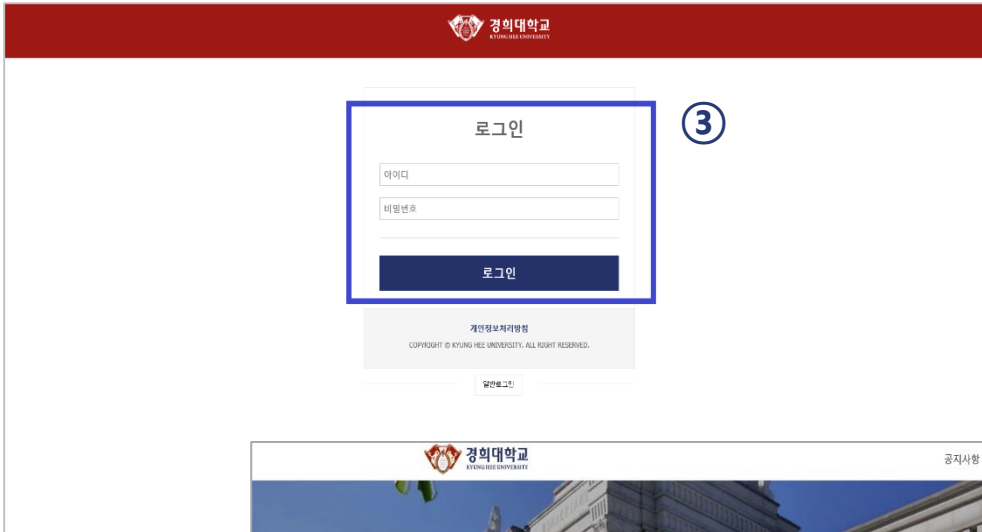 경희대학교
KYUNG HEE UNIVERSITY
③
로그인
아이디
비밀번호
로그인
개인정보처리방침
COPYRIGHT © KYUNG HEE UNIVERSITY. ALL RIGHT RESERVED.
일반로그인
경희대학교
KYUNG HEE UNIVERSITY
공지사항